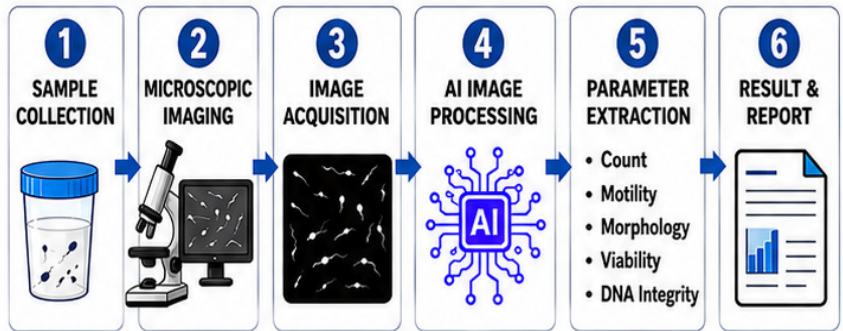 1
SAMPLE
COLLECTION
2
MICROSCOPIC
IMAGING
3
IMAGE
ACQUISITION
4
AI IMAGE
PROCESSING
AI
5
PARAMETER
EXTRACTION
• Count
• Motility
• Morphology
• Viability
• DNA Integrity
6
RESULT &
REPORT